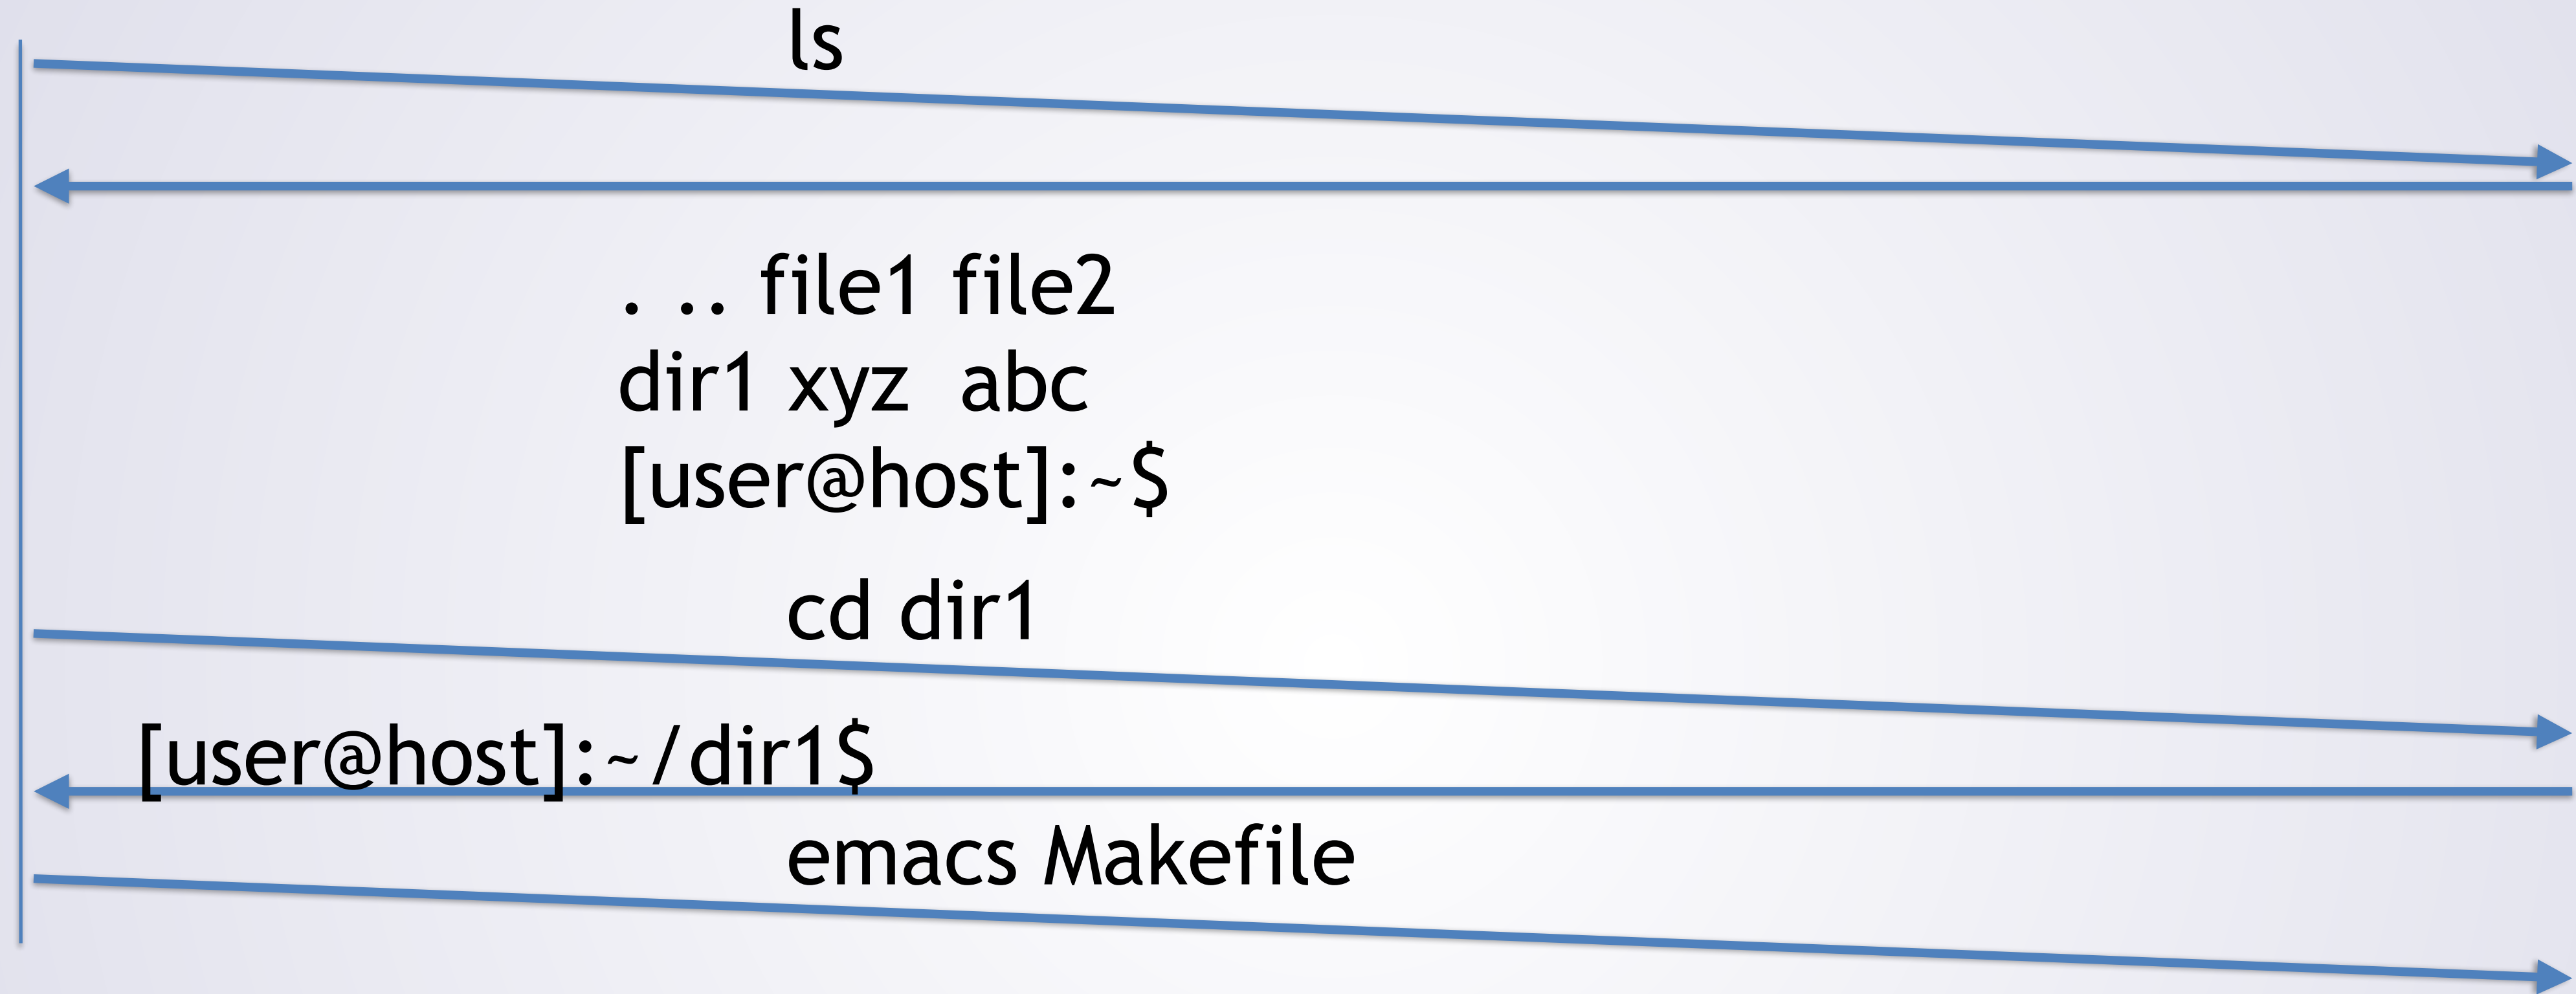 ls
. .. file1 file2
dir1 xyz  abc
[user@host]:~$
cd dir1
[user@host]:~/dir1$
emacs Makefile